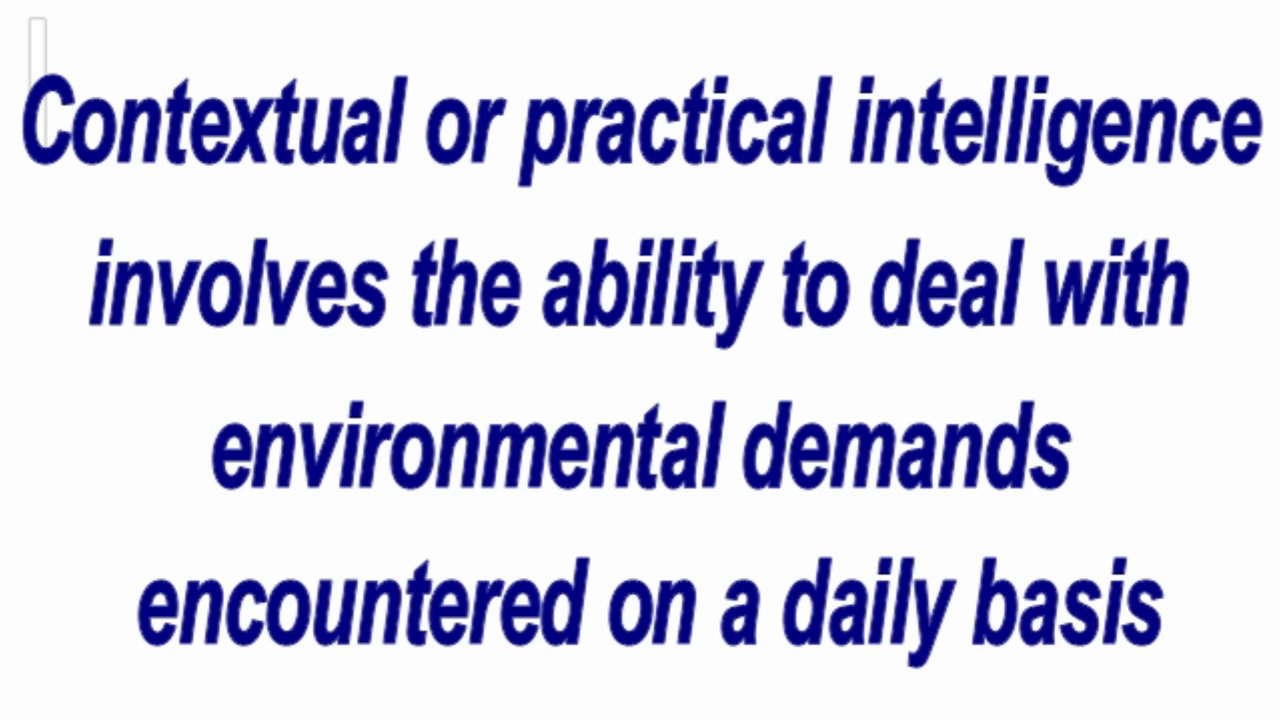 Contextual or practical intelligence
involves the ability to deal with
environmental demands
encountered on a daily basis